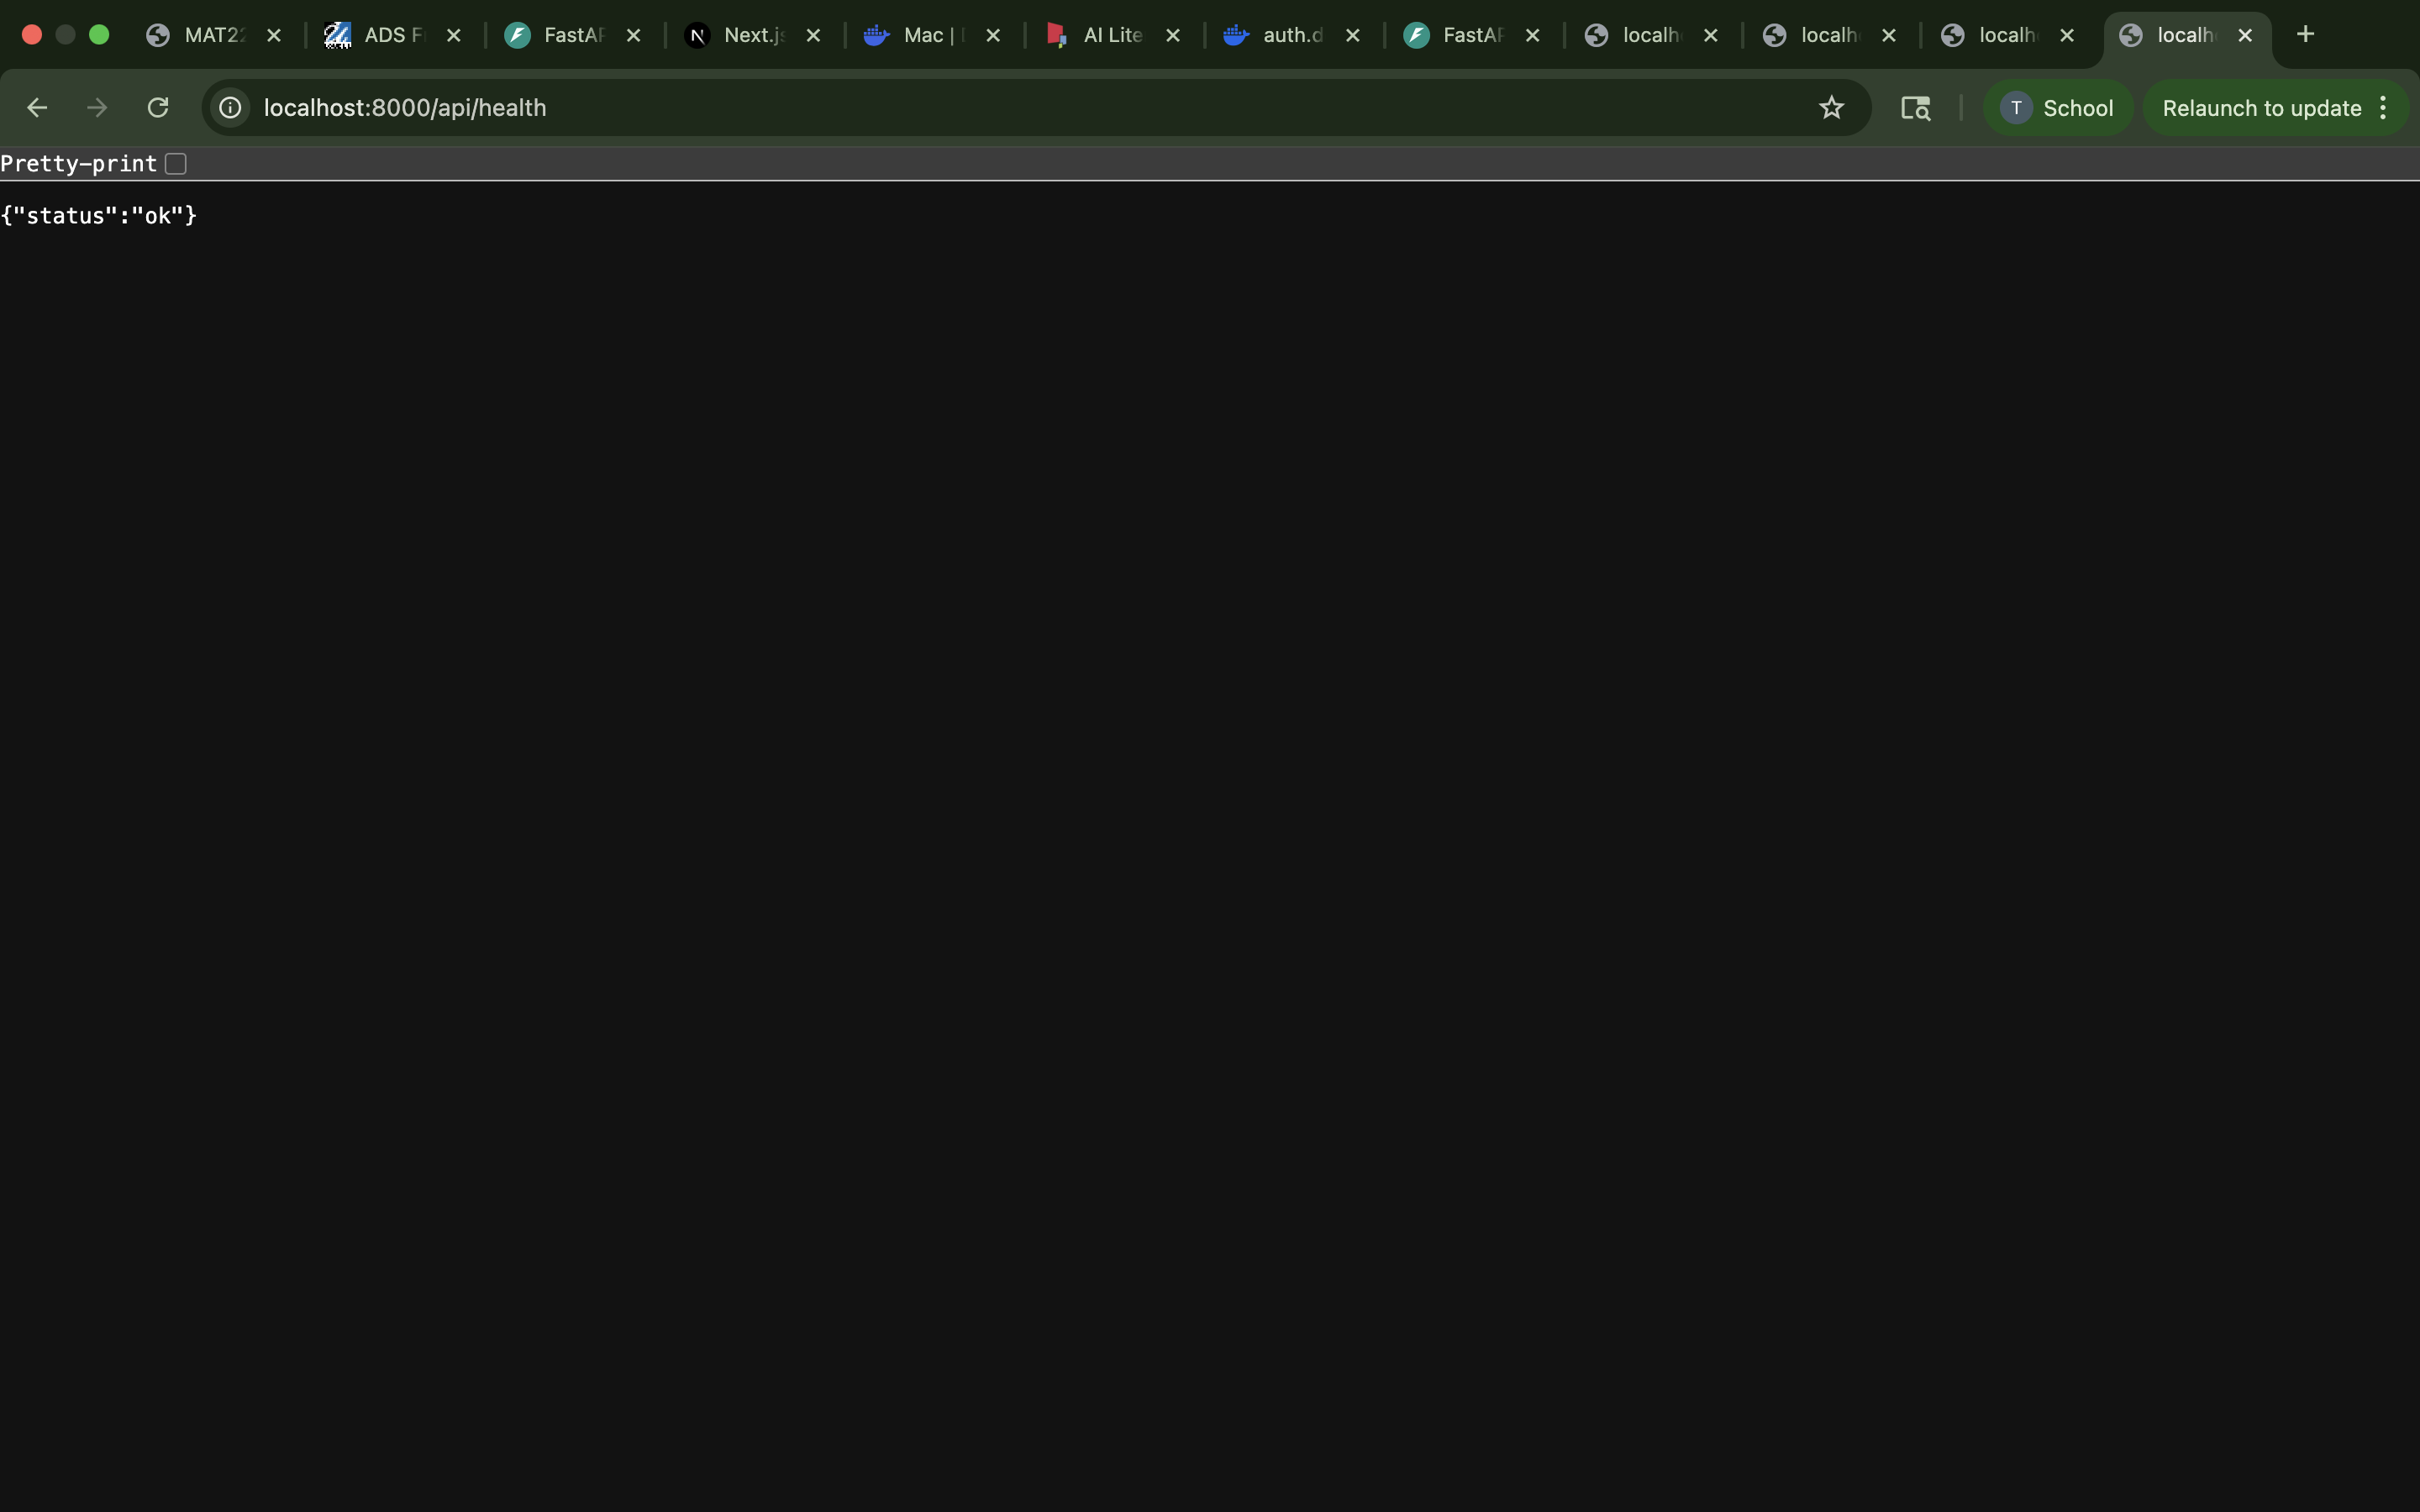 MAT22
ADS F
FastAP
Next.js
Mac |
AI Lite
auth.d
FastAP
localh
localh
localh
localh
localhost:8000/api/health
T School
Relaunch to update
Pretty-print
{"status":"ok"}